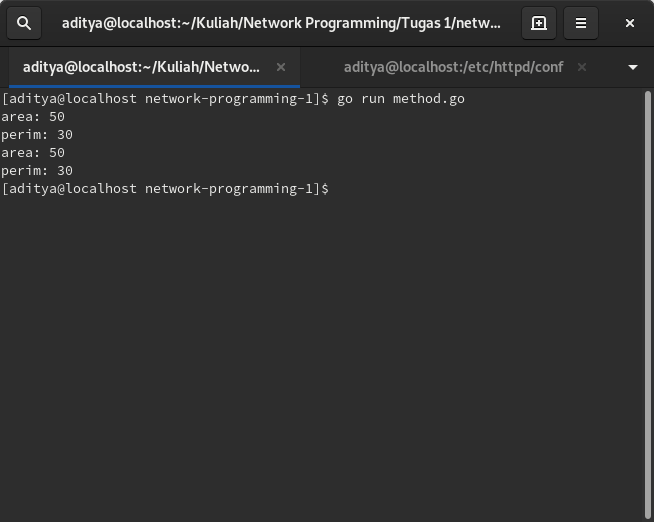 aditya@localhost:~/Kuliah/Network Programming/Tugas 1/netw...
aditya@localhost:~/Kuliah/Netwo...
aditya@localhost:/etc/httpd/conf
[aditya@localhost network-programming-1]$ go run method.go
area: 50
perim: 30
area: 50
perim: 30
[aditya@localhost network-programming-1]$